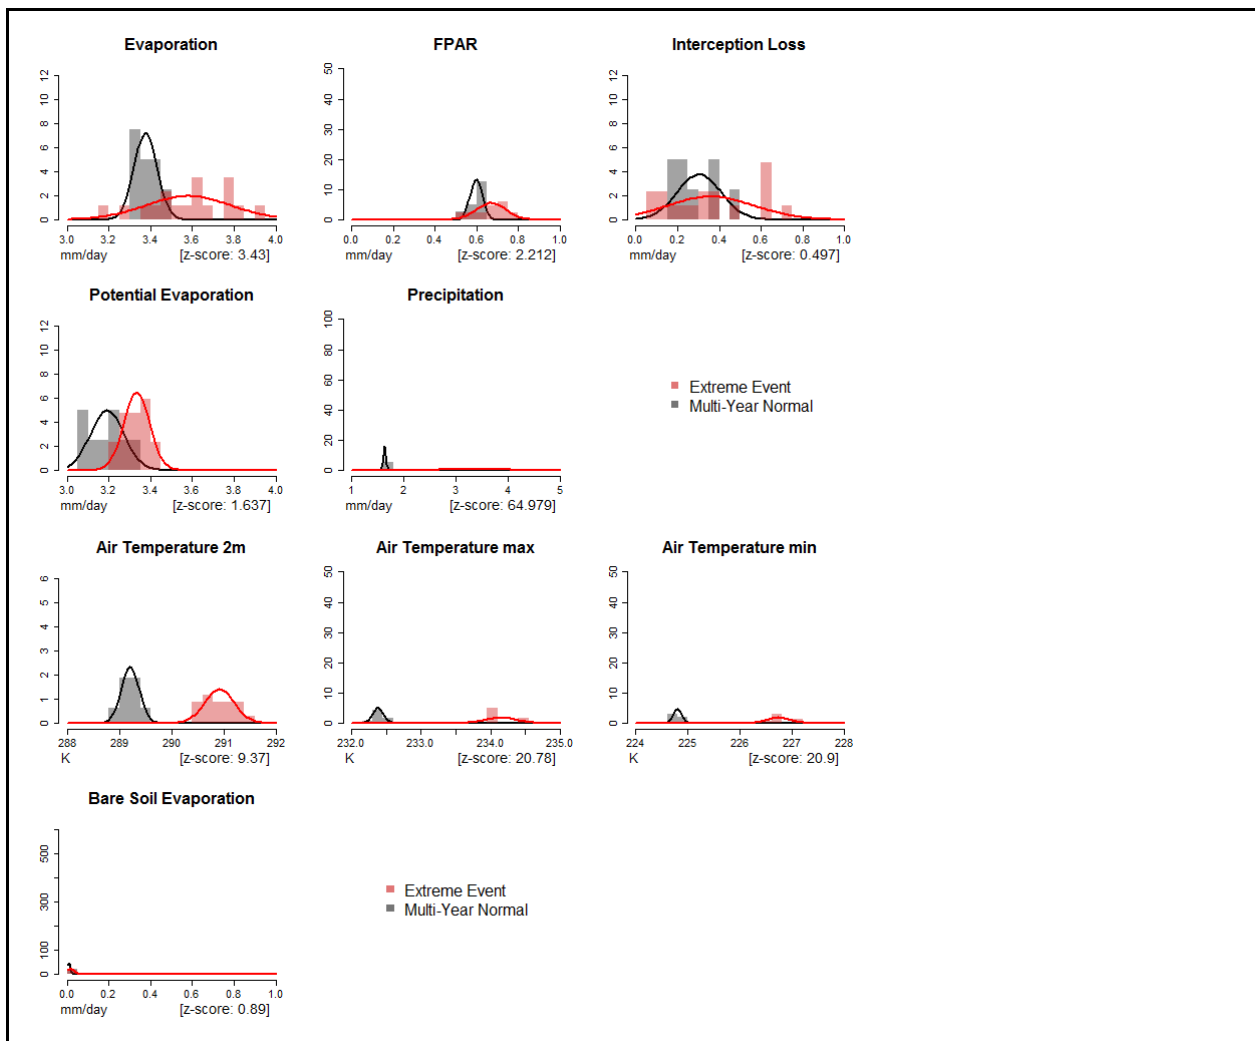 Evaporation
12
10
8
6
4
2
0
3.0 3.2 3.4 3.6 3.8 4.0
mm/day [z-score: 3.43]
FPAR
50
40
30
20
10
0
0.0 0.2 0.4 0.6 0.8 1.0
mm/day [z-score: 2.212]
Interception Loss
12
10
8
6
4
2
0
0.0 0.2 0.4 0.6 0.8 1.0
mm/day [z-score: 0.497]
Potential Evaporation
12
10
8
6
4
2
0
3.0 3.2 3.4 3.6 3.8 4.0
mm/day [z-score: 1.637]
Precipitation
100
80
60
40
20
0
1 2 3 4 5
mm/day [z-score: 64.979]
Extreme Event
Multi-Year Normal
Air Temperature 2m
6
5
4
3
2
1
0
288 289 290 291 292
K [z-score: 9.37]
Air Temperature max
50
40
30
20
10
0
232.0 233.0 234.0 235.0
K [z-score: 20.78]
Air Temperature min
50
40
30
20
10
0
224 225 226 227 228
K [z-score: 20.9]
Bare Soil Evaporation
500
300
100
0
0.0 0.2 0.4 0.6 0.8 1.0
mm/day [z-score: 0.89]
Extreme Event
Multi-Year Normal